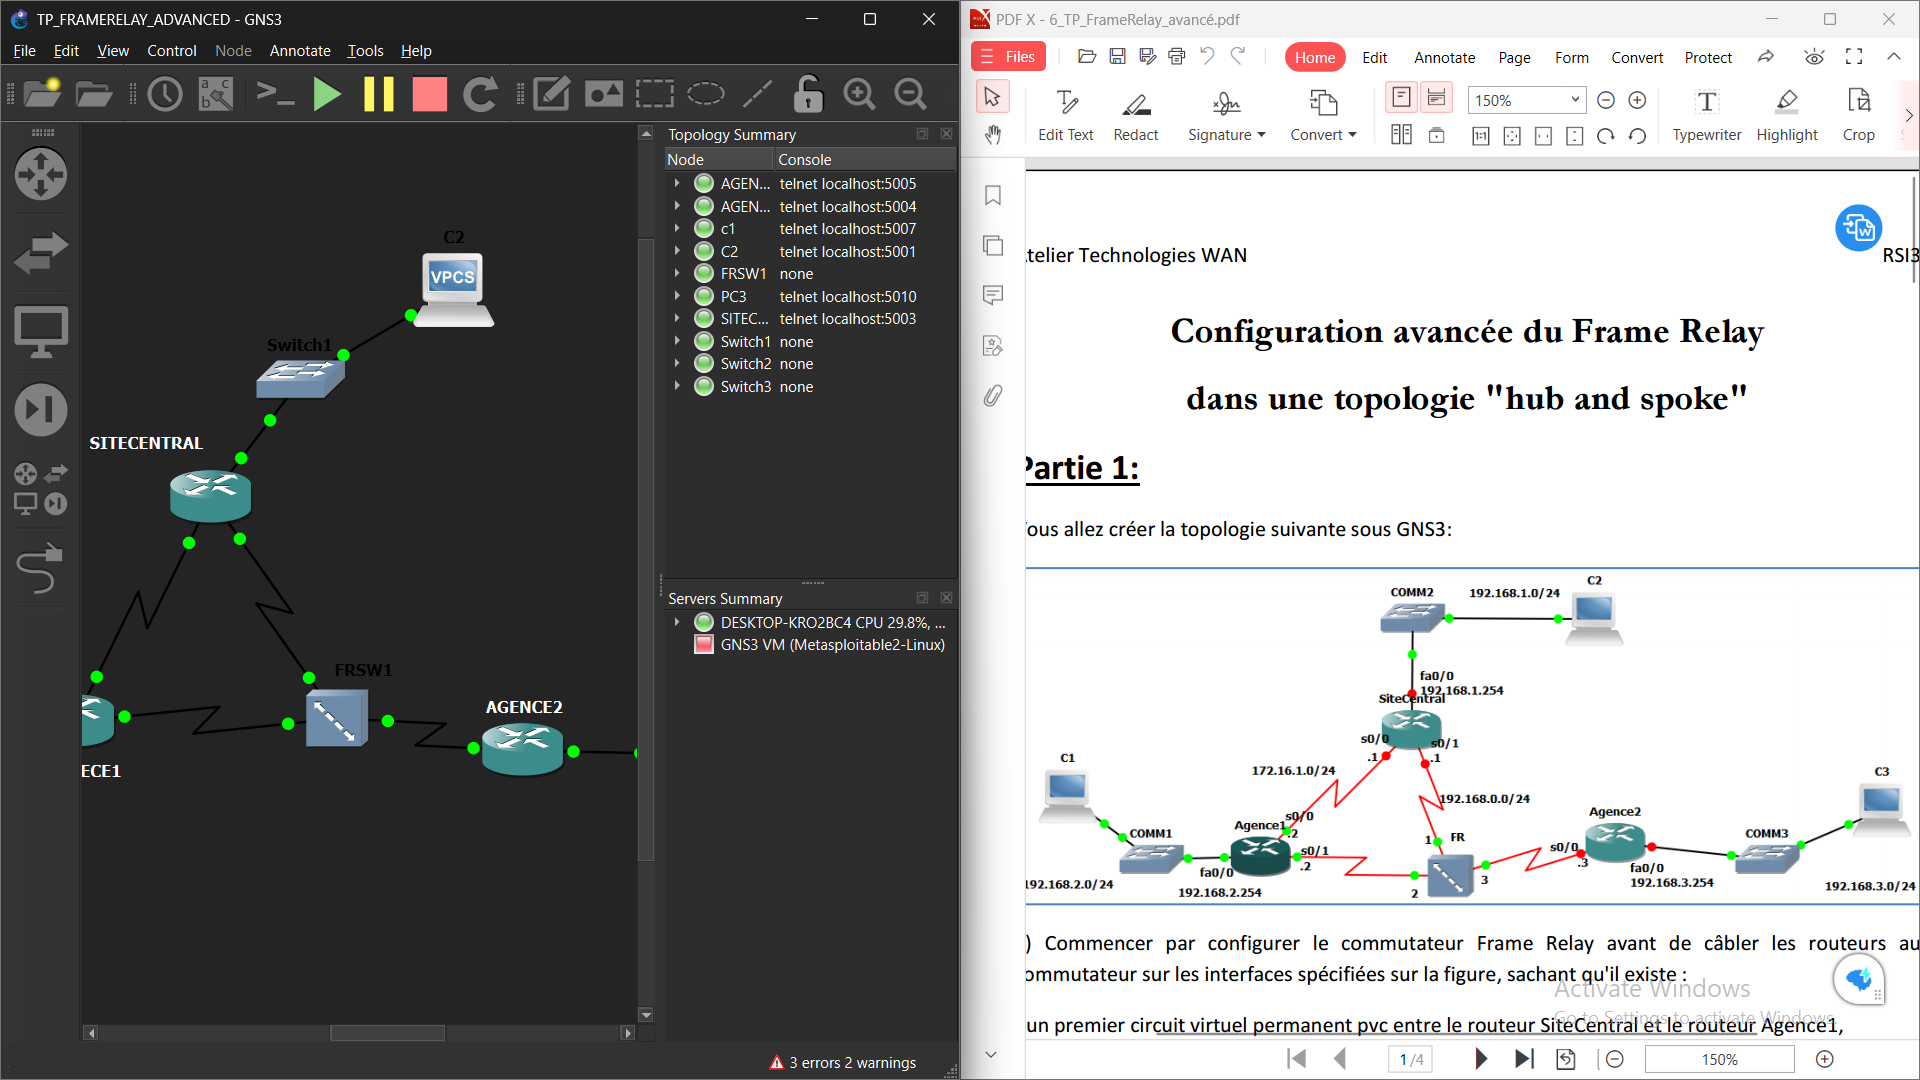 TP_FRAMERELAY_ADVANCED - GNS3
File Edit View Control Node Annotate Tools Help
Topology Summary
Node Console
AGEN... telnet localhost:5005
AGEN... telnet localhost:5004
c1 telnet localhost:5007
C2 telnet localhost:5001
FRSW1 none
PC3 telnet localhost:5010
SITEC... telnet localhost:5003
Switch1 none
Switch2 none
Switch3 none
C2
VPCS
Switch1
SITECENTRAL
FRSW1
AGENCE2
ECE1
Servers Summary
DESKTOP-KRO2BC4 CPU 29.8%, ...
GNS3 VM (Metasploitable2-Linux)
3 errors 2 warnings
PDF X - 6_TP_FrameRelay_avancé.pdf
Files
Home Edit Annotate Page Form Convert Protect
150%
Edit Text Redact Signature Convert Typewriter Highlight Crop
telier Technologies WAN RSI3
Configuration avancée du Frame Relay
dans une topologie "hub and spoke"
Partie 1:
ous allez créer la topologie suivante sous GNS3:
C2
COMM2 192.168.1.0/24
fa0/0
192.168.1.254
SiteCentral
s0/0 s0/1
.1 .1
C1
172.16.1.0/24
C3
192.168.0.0/24
Agence2
s0/0
Agence1 .2
COMM1
1 FR
COMM3
s0/1
.2
s0/0
.3
fa0/0
fa0/0
192.168.2.0/24
192.168.2.254
2
3
192.168.3.254
192.168.3.0/24
) Commencer par configurer le commutateur Frame Relay avant de câbler les routeurs au
ommutateur sur les interfaces spécifiées sur la figure, sachant qu'il existe :
un premier circuit virtuel permanent pvc entre le routeur SiteCentral et le routeur Agence1,
Activate Windows
Go to Settings to activate Windows.
1/4
150%